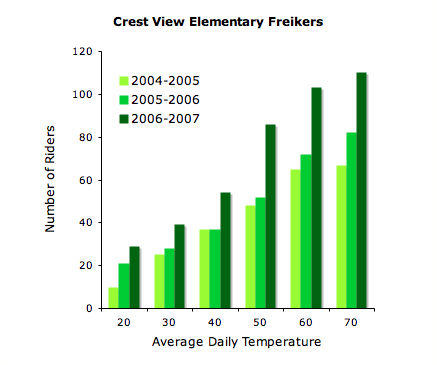 Crest View Elementary Freikers
120
100
80
60
40
20
0
Number of Riders
2004-2005
2005-2006
2006-2007
20 30 40 50 60 70
Average Daily Temperature